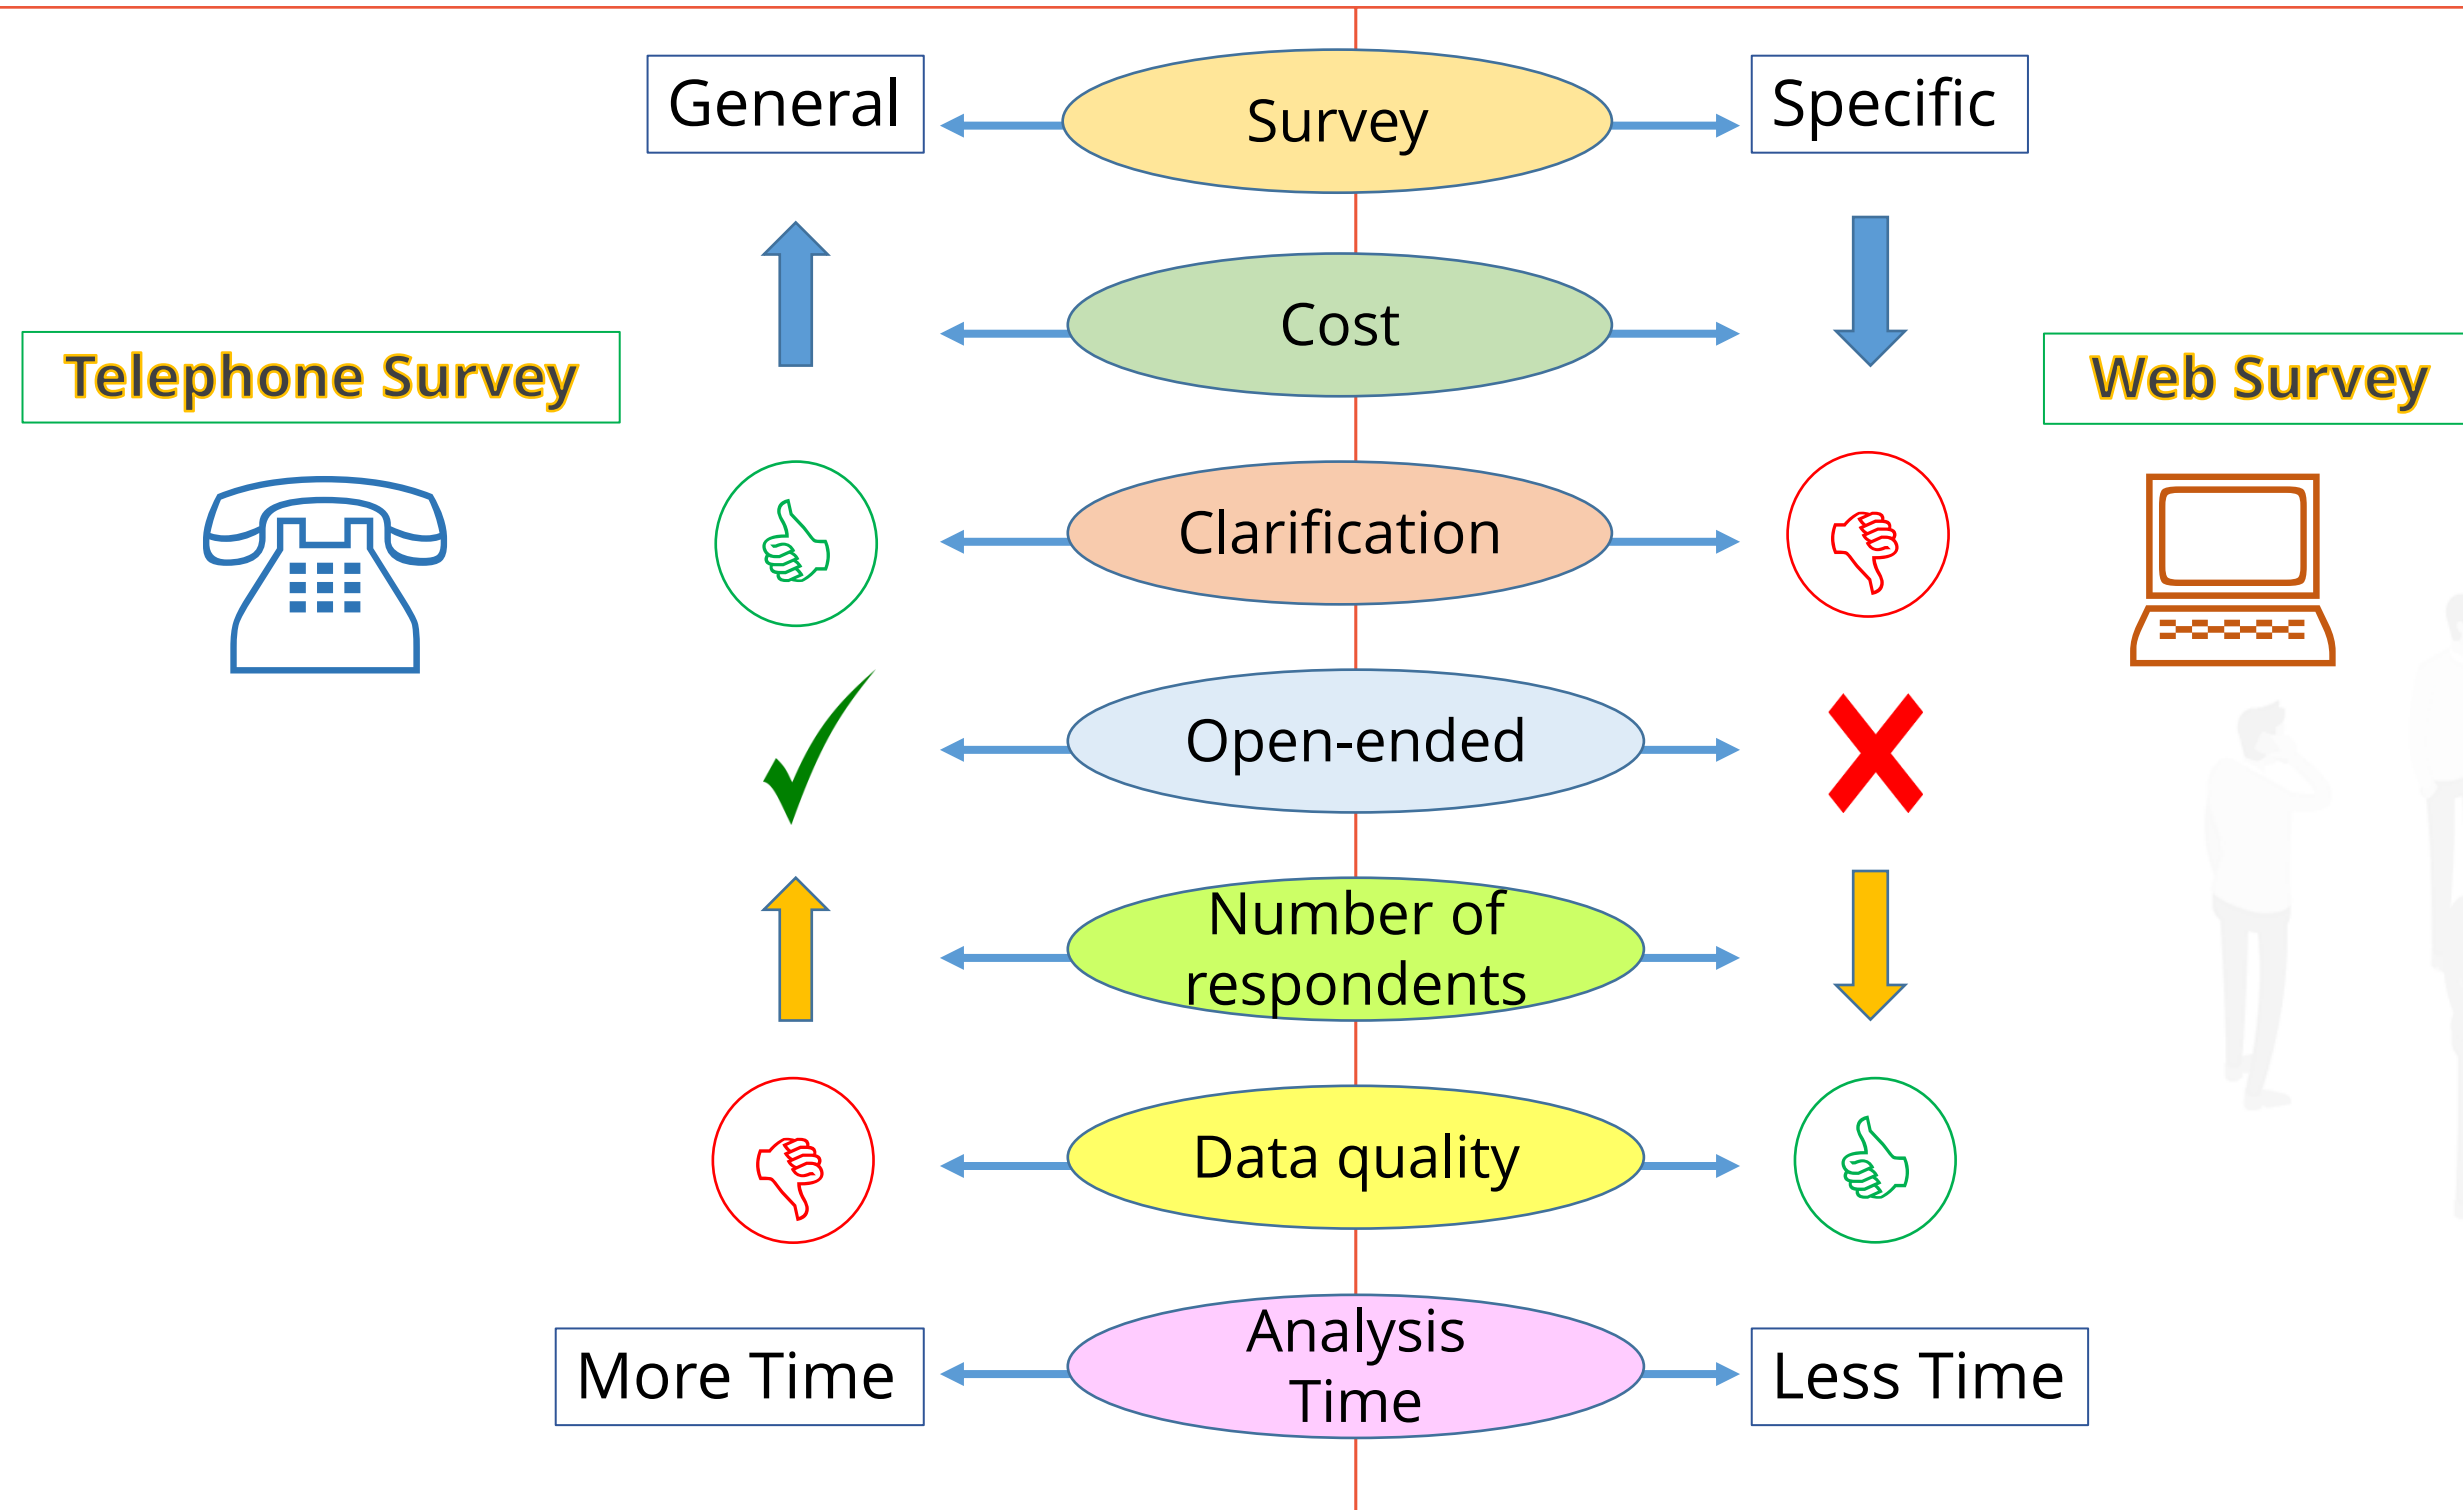 General
Survey
Specific
Cost
Telephone Survey
Web Survey
Clarification
Open-ended
Number of
respondents
Data quality
Analysis
Time
More Time
Less Time